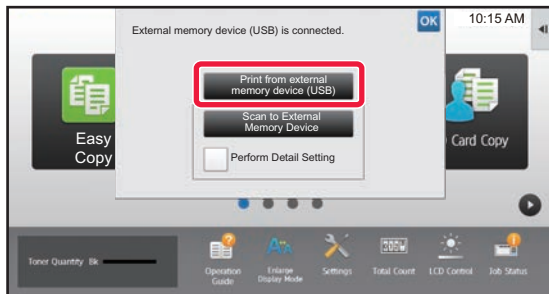 External memory device (USB) is connected.
OK
10:15 AM
Print from external
memory device (USB)
Scan to External
Memory Device
Perform Detail Setting
Easy
Copy
Card Copy
Toner Quantity Bk
Operation
Guide
Enlarge
Display Mode
Settings
Total Count
LCD Control
Job Status